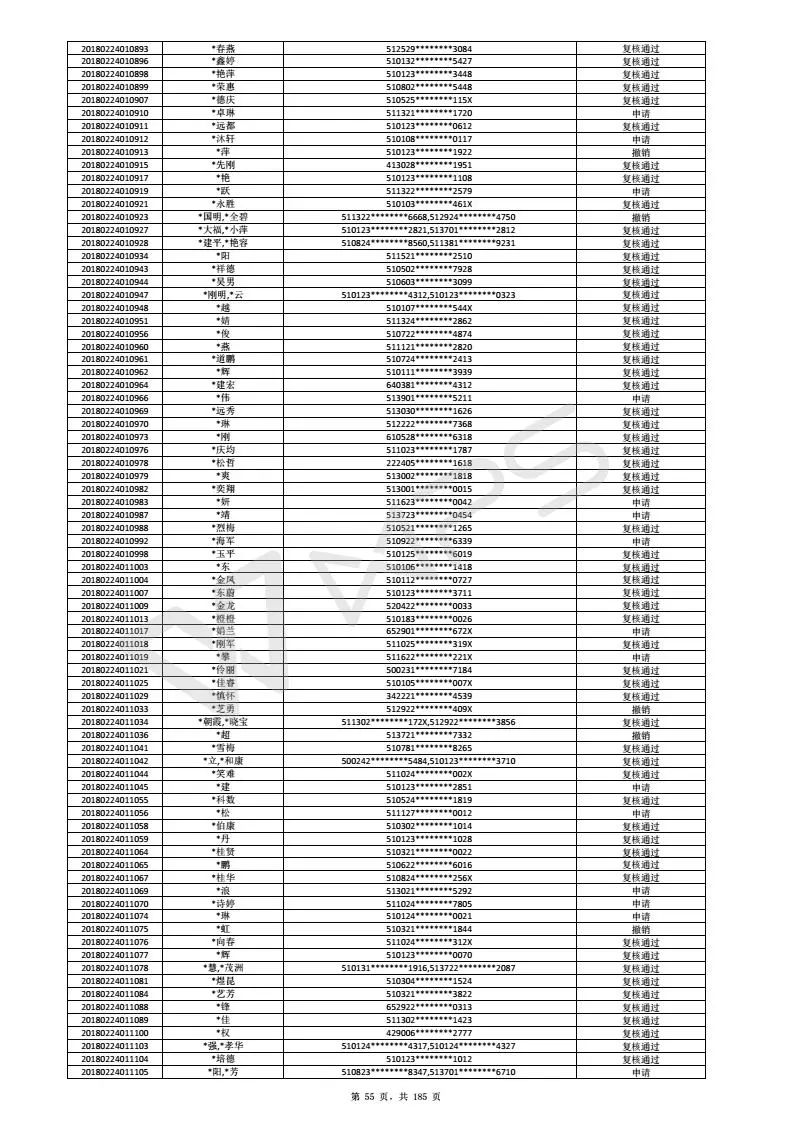 20180224010893 *春燕 512529********3084 复核通过
20180224010896 *鑫婷 510132********5427 复核通过
20180224010898 *艳萍 510123********3448 复核通过
20180224010899 *荣惠 510802********5448 复核通过
20180224010907 *德庆 510525********115X 复核通过
20180224010910 *卓琳 511321********1720 申请
20180224010911 *远都 510123********0612 复核通过
20180224010912 *沐轩 510108********0117 申请
20180224010913 *萍 510123********1922 撤销
20180224010915 *先刚 413028********1951 复核通过
20180224010917 *艳 510123********1108 复核通过
20180224010919 *跃 511322********2579 申请
20180224010921 *永胜 510103********461X 复核通过
20180224010923 *国明,*全碧 511322********6668,512924********4750 撤销
20180224010927 *大福,*小萍 510123********2821,513701********2812 复核通过
20180224010928 *建平,*艳容 510824********8560,511381********9231 复核通过
20180224010934 *阳 511521********2510 复核通过
20180224010943 *祥德 510502********7928 复核通过
20180224010944 *昊男 510603********3099 复核通过
20180224010947 *刚明,*云 510123********4312,510123********0323 复核通过
20180224010948 *越 510107********544X 复核通过
20180224010951 *婧 511324********2862 复核通过
20180224010956 *俊 510722********4874 复核通过
20180224010960 *燕 511121********2820 复核通过
20180224010961 *道鹏 510724********2413 复核通过
20180224010962 *辉 510111********3939 复核通过
20180224010964 *建宏 640381********4312 复核通过
20180224010966 *伟 513901********5211 申请
20180224010969 *远秀 513030********1626 复核通过
20180224010970 *琳 512222********7368 复核通过
20180224010973 *刚 610528********6318 复核通过
20180224010976 *庆均 511023********1787 复核通过
20180224010978 *松哲 222405********1618 复核通过
20180224010979 *爽 513002********1818 复核通过
20180224010982 *奕翔 513001********0015 复核通过
20180224010983 *妍 511623********0042 申请
20180224010987 *靖 513723********0454 申请
20180224010988 *烈梅 510521********1265 复核通过
20180224010992 *海军 510922********6339 申请
20180224010998 *玉平 510125********6019 复核通过
20180224011003 *东 510106********1418 复核通过
20180224011004 *金凤 510112********0727 复核通过
20180224011007 *东蔚 510123********3711 复核通过
20180224011009 *金龙 520422********0033 复核通过
20180224011013 *橙橙 510183********0026 复核通过
20180224011017 *娟兰 652901********672X 申请
20180224011018 *刚军 511025********319X 复核通过
20180224011019 *攀 511622********221X 申请
20180224011021 *伶丽 500231********7184 复核通过
20180224011025 *佳睿 510105********007X 复核通过
20180224011029 *慎怀 342221********4539 复核通过
20180224011033 *芝勇 512922********409X 撤销
20180224011034 *朝霞,*晓宝 511302********172X,512922********3856 复核通过
20180224011036 *超 513721********7332 撤销
20180224011041 *雪梅 510781********8265 复核通过
20180224011042 *立,*和康 500242********5484,510123********3710 复核通过
20180224011044 *笑难 511024********002X 复核通过
20180224011045 *建 510123********2851 申请
20180224011055 *科数 510524********1819 复核通过
20180224011056 *松 511127********0012 申请
20180224011058 *伯康 510302********1014 复核通过
20180224011059 *丹 510123********1028 复核通过
20180224011064 *桂贤 510321********0022 复核通过
20180224011065 *鹏 510622********6016 复核通过
20180224011067 *桂华 510824********256X 复核通过
20180224011069 *浪 513021********5292 申请
20180224011070 *诗婷 511024********7805 申请
20180224011074 *琳 510124********0021 申请
20180224011075 *虹 510321********1844 撤销
20180224011076 *向春 511024********312X 复核通过
20180224011077 *辉 510123********0070 复核通过
20180224011078 *慧,*茂洲 510131********1916,513722********2087 复核通过
20180224011081 *煜昆 510304********1524 复核通过
20180224011084 *艺芳 510321********3822 复核通过
20180224011088 *锋 652922********0313 复核通过
20180224011089 *佳 511302********1423 复核通过
20180224011100 *权 429006********2777 复核通过
20180224011103 *强,*孝华 510124********4317,510124********4327 复核通过
20180224011104 *培德 510123********1012 复核通过
20180224011105 *阳,*芳 510823********8347,513701********6710 申请
第 55 页，共 185 页